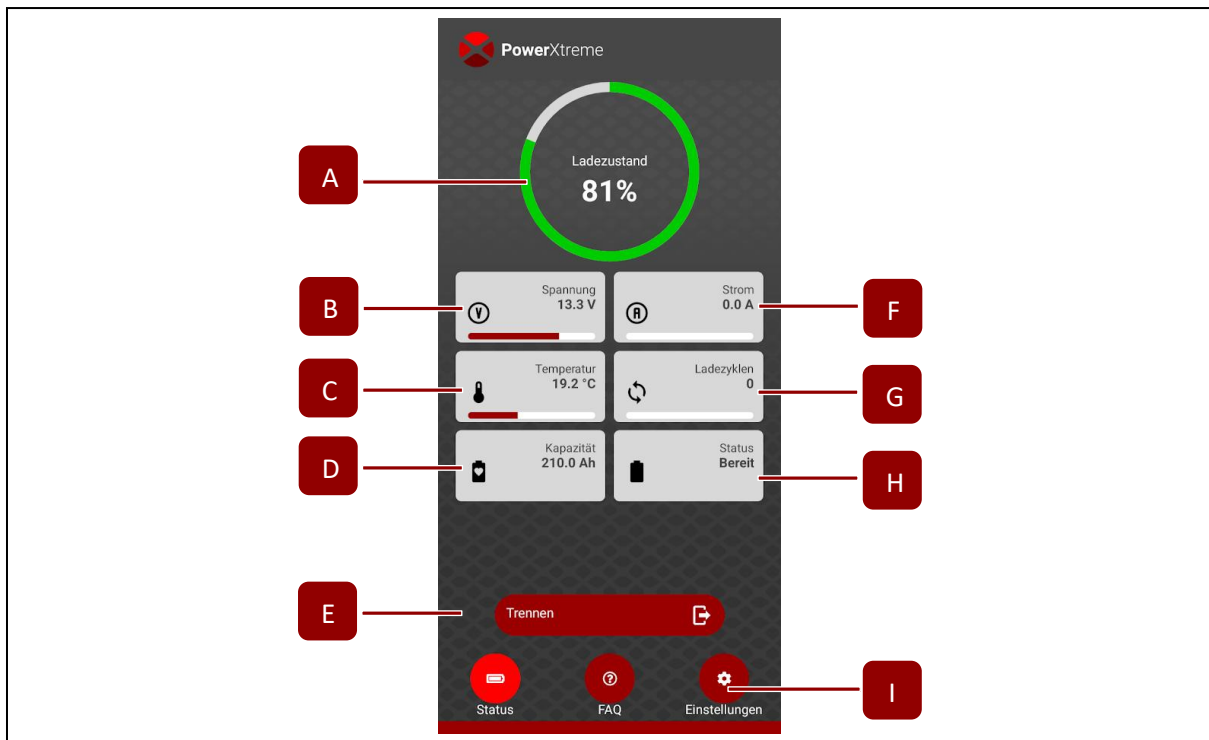 PowerXtreme
Ladezustand
81%
A
B
Spannung
13.3 V
V
Strom
0.0 A
A
F
C
Temperatur
19.2 °C
Ladezyklen
0
G
D
Kapazität
210.0 Ah
Status
Bereit
H
E
Trennen
?
I
Status
FAQ
Einstellungen